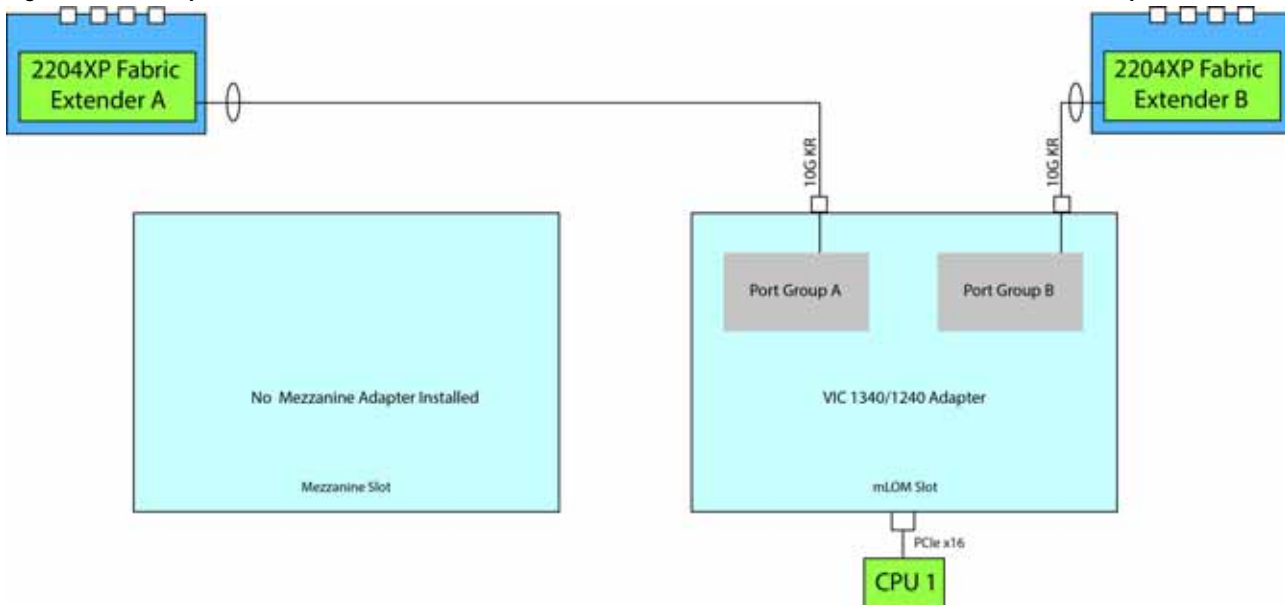 2204XP Fabric
Extender A
2204XP Fabric
Extender B
10G KR
10G KR
Port Group A
Port Group B
No Mezzanine Adapter Installed
VIC 1340/1240 Adapter
Mezzanine Slot
mLOM Slot
PCIe x16
CPU 1